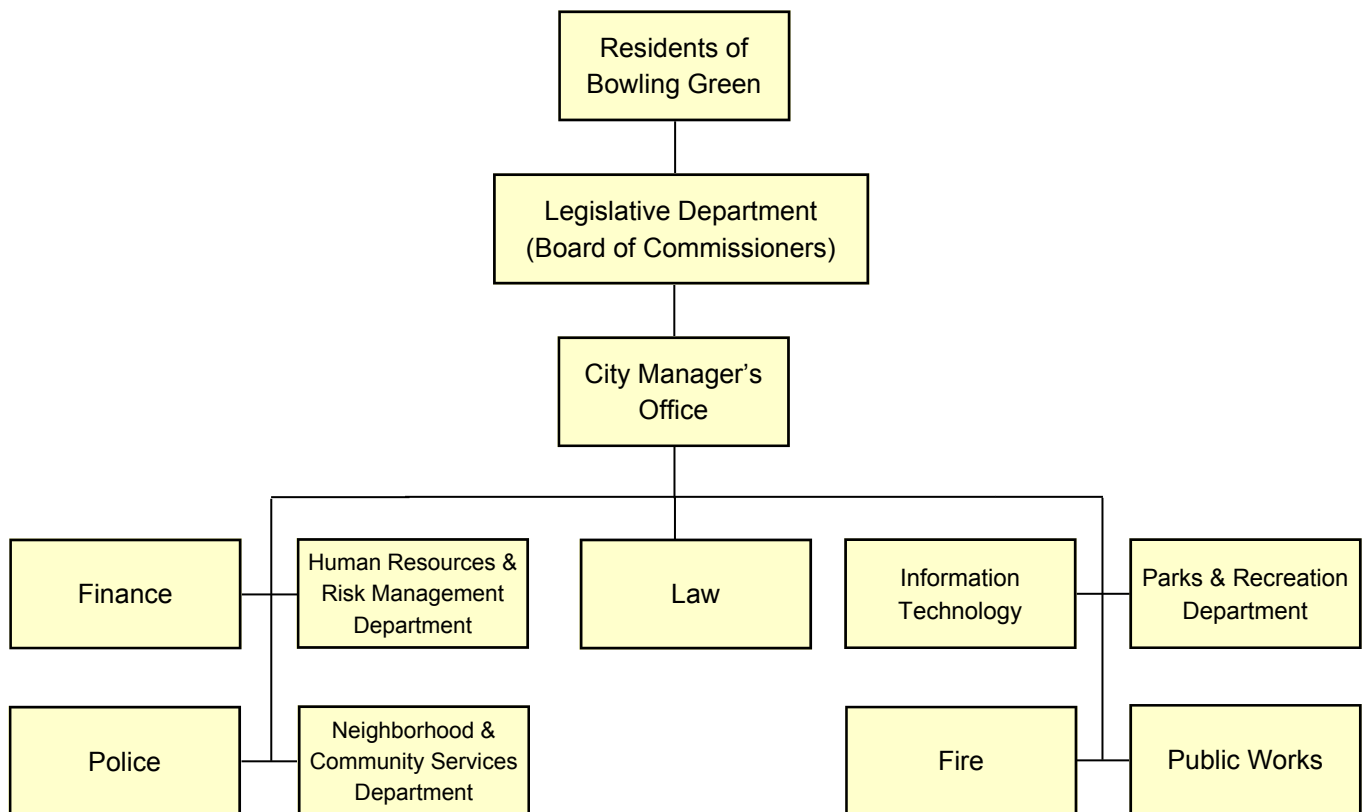 Residents of
Bowling Green
Legislative Department
(Board of Commissioners)
City Manager’s
Office
Finance
Human Resources &
Risk Management
Department
Law
Information
Technology
Parks & Recreation
Department
Police
Neighborhood &
Community Services
Department
Fire
Public Works